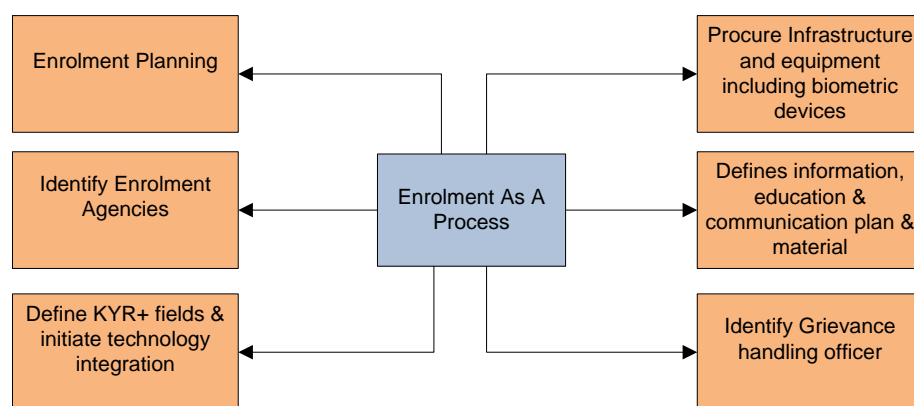 Enrolment Planning
Procure Infrastructure
and equipment
including biometric
devices
Identify Enrolment
Agencies
Enrolment As A
Process
Defines information,
education &
communication plan &
material
Define KYR+ fields &
initiate technology
integration
Identify Grievance
handling officer